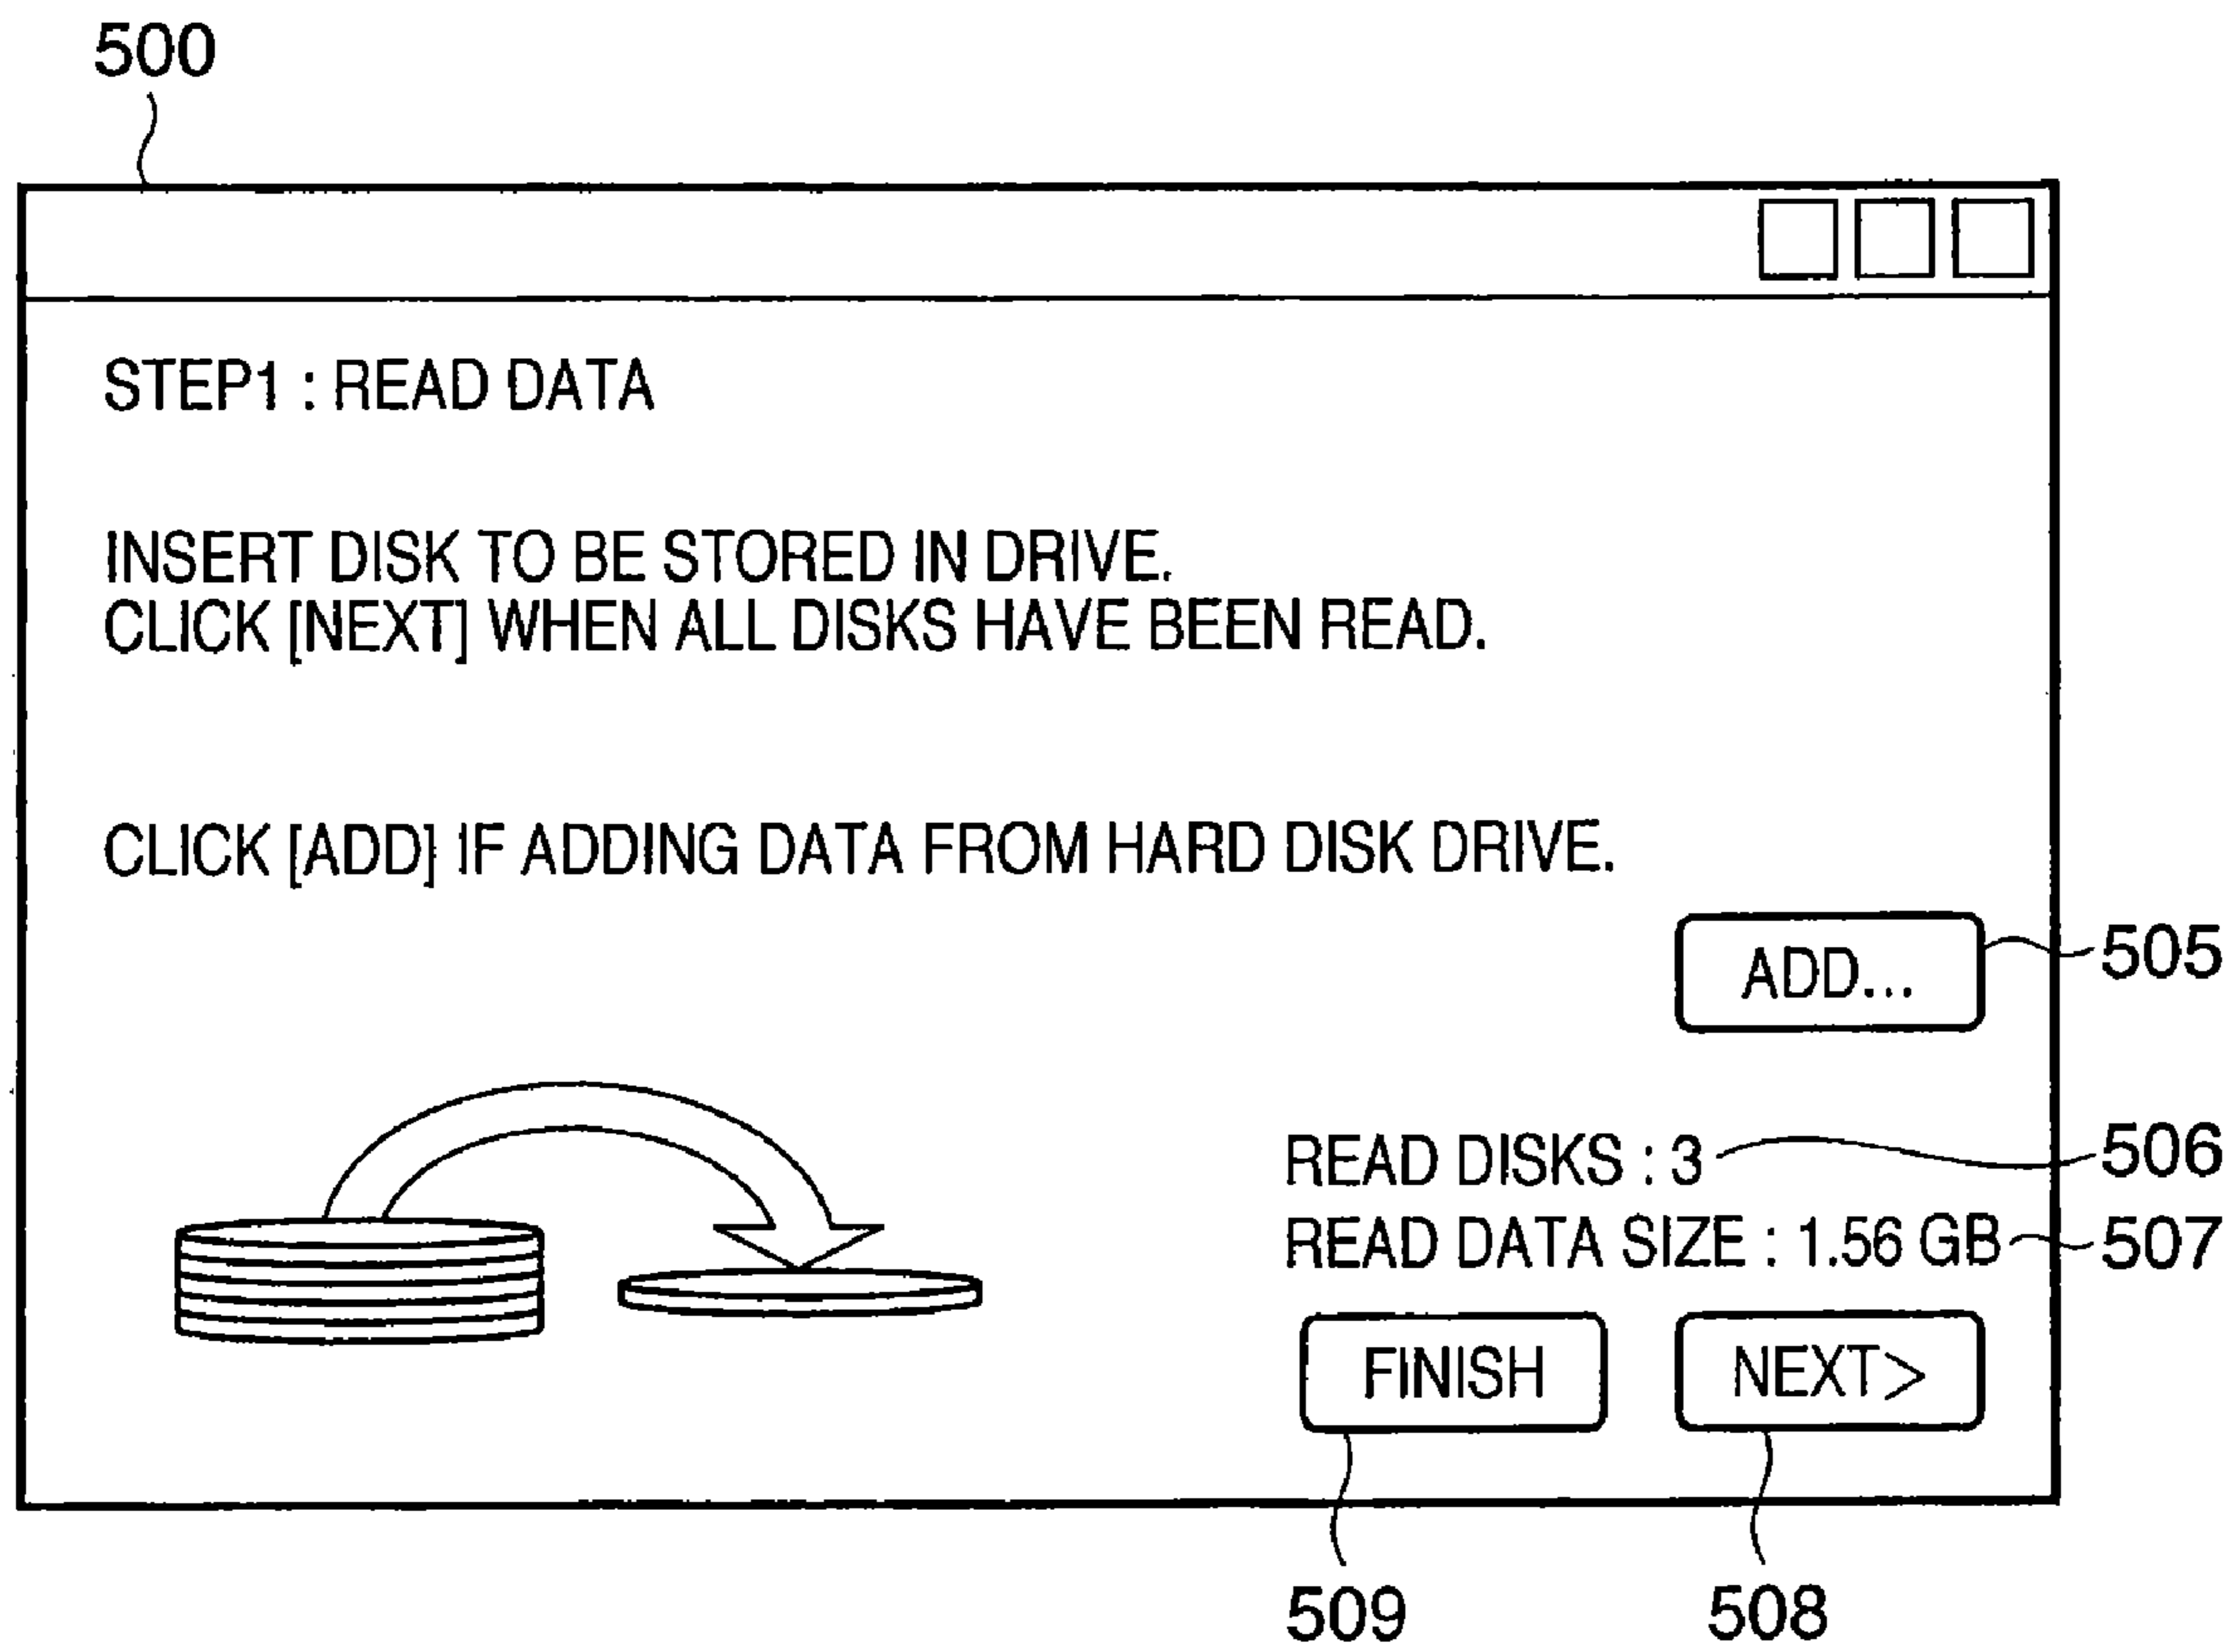 500
STEP1 : READ DATA
INSERT DISK TO BE STORED IN DRIVE.
CLICK [NEXT] WHEN ALL DISKS HAVE BEEN READ.
CLICK [ADD] IF ADDING DATA FROM HARD DISK DRIVE.
ADD... 505
READ DISKS : 3 506
READ DATA SIZE : 1.56 GB 507
FINISH NEXT>
509 508